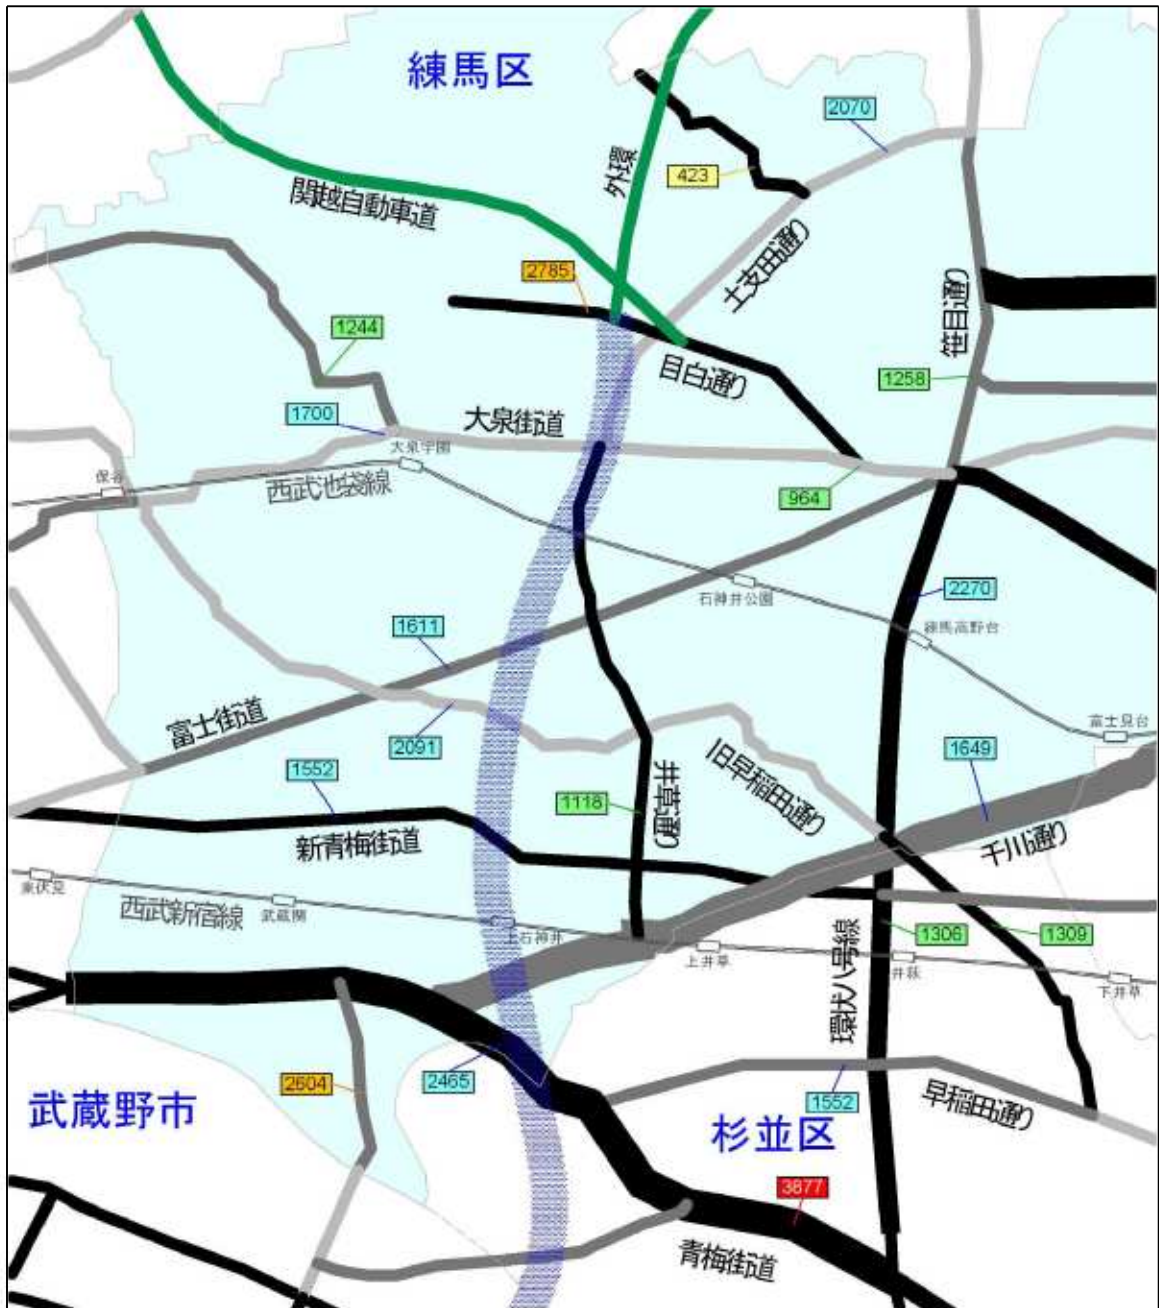 練馬区
2070
外環
423
関越自動車道
土支田通り
2785
笹目通り
1244
目白通り
1258
1700
大泉街道
大泉学園
保谷
西武池袋線
964
石神井公園
2270
練馬高野台
1611
富士街道
富士見台
2091
1649
1552
旧早稲田通り
井草通り
1118
新青梅街道
千川通り
東伏見
西武新宿線
武蔵関
上石神井
1306
1309
上井草
井荻
下井草
環状八号線
2604
2465
1552
武蔵野市
杉並区
早稲田通り
3877
青梅街道